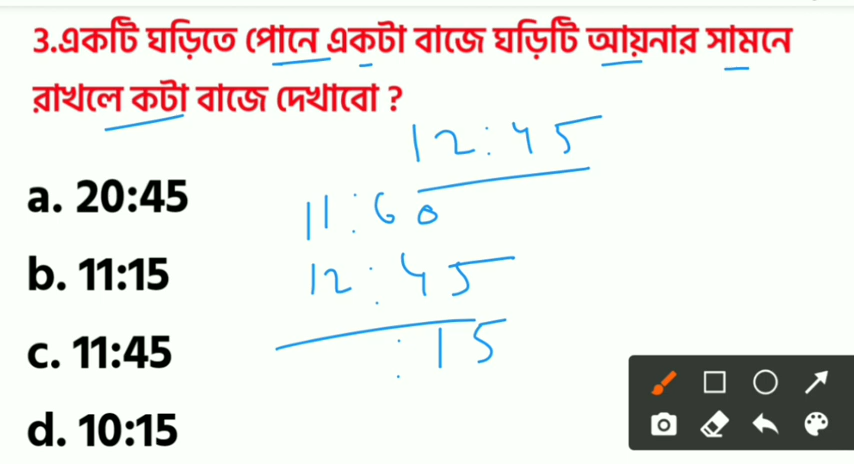 3.একটি ঘড়িতে পোনে একটা বাজে ঘড়িটি আয়নার সামনে
রাখলে কটা বাজে দেখাবো ?
12:45
a. 20:45
11:60
b. 11:15
12:45
:15
c. 11:45
d. 10:15